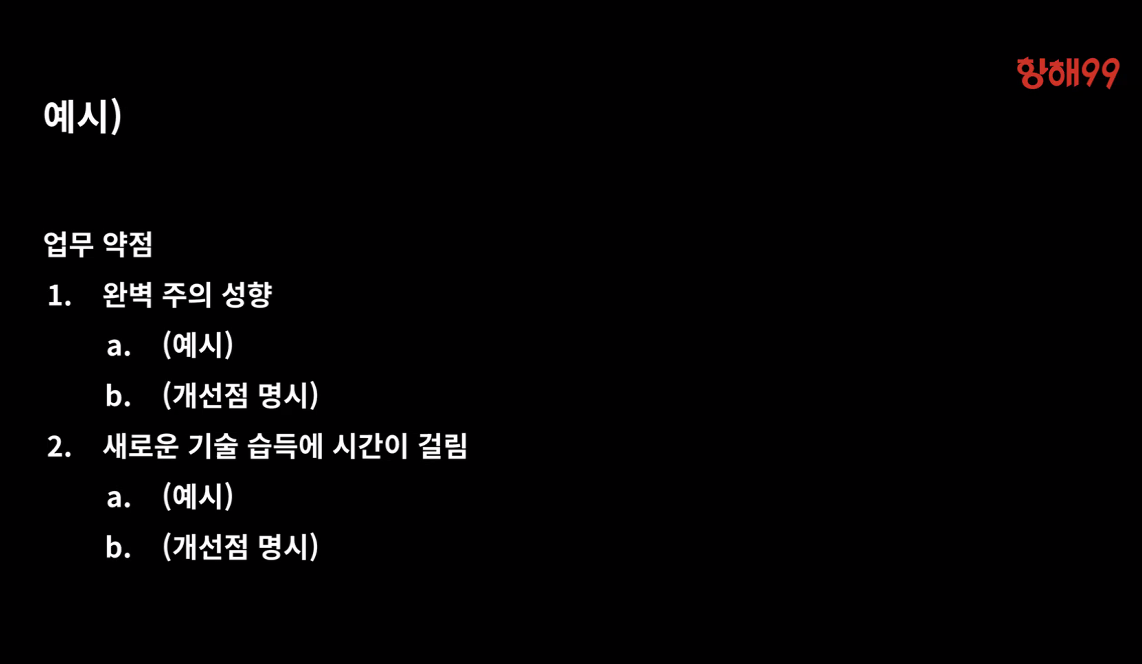 항해99
예시)
업무 약점
1. 완벽 주의 성향
a. (예시)
b. (개선점 명시)
2. 새로운 기술 습득에 시간이 걸림
a. (예시)
b. (개선점 명시)